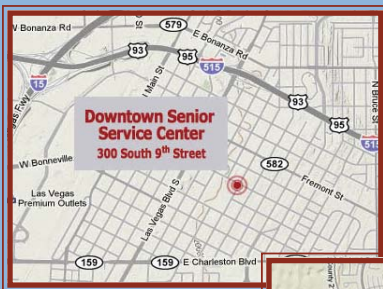 W Bonanza Rd
579
E Bonanza Rd
93
95
515
15
Main St
N Bruce St
93
95
515
Downtown Senior
Service Center
300 South 9th Street
W Bonneville
582
Fremont St
Las Vegas
Premium Outlets
Las Vegas Blvd S
159
159
E Charleston Blvd